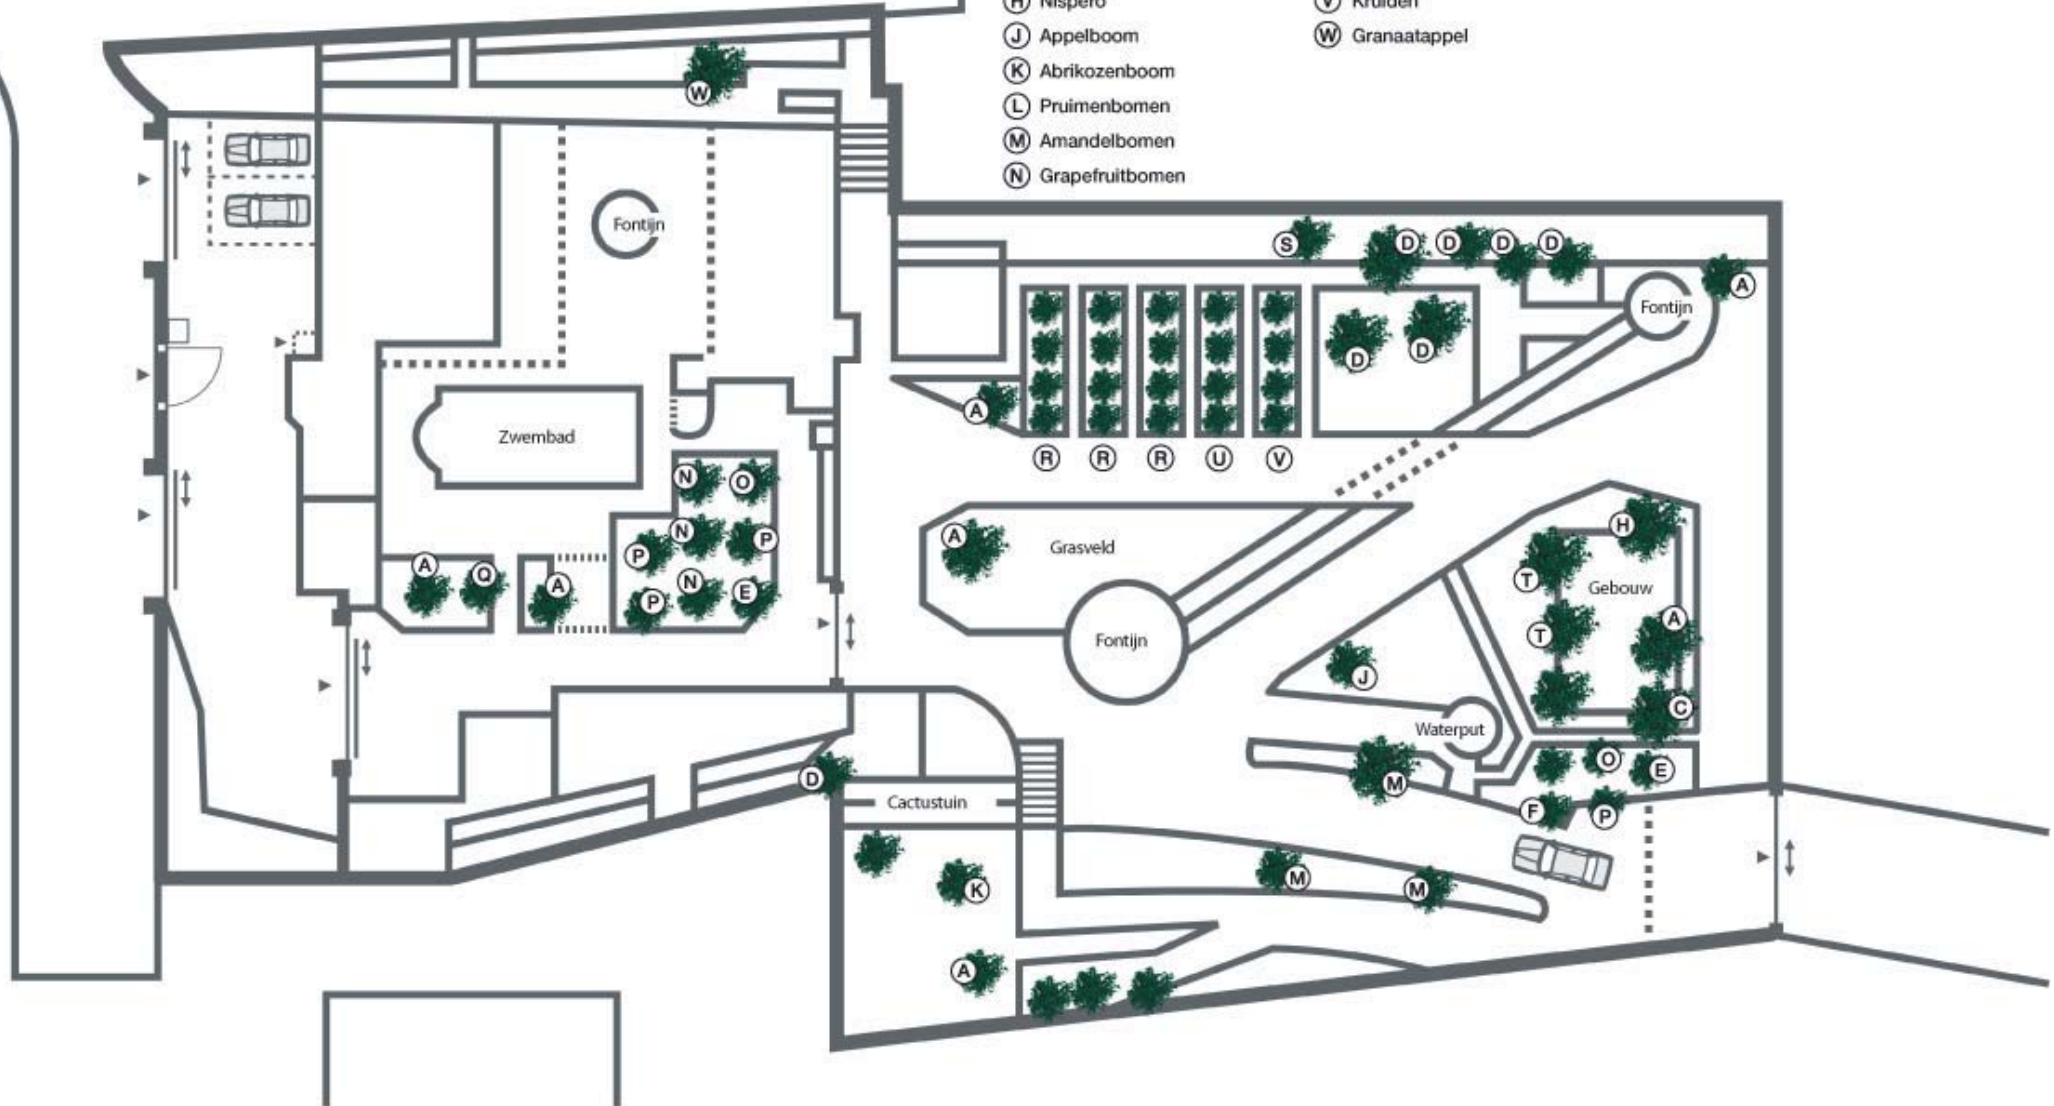 H Nispero
V Kruiden
J Appelboom
W Granaatappel
K Abrikozenboom
L Pruimenbomen
M Amandelbomen
N Grapefruitbomen
W
Fontijn
S D D D D
A
Fontijn
D D
A
Zwembad
R R R U V
N O
N P
P
A Q A
N E
P
A
Grasveld
H
T
Gebouw
A
T
Fontijn
J
C
Waterput
O E
M
D
Cactustuin
F P
K
M M
A